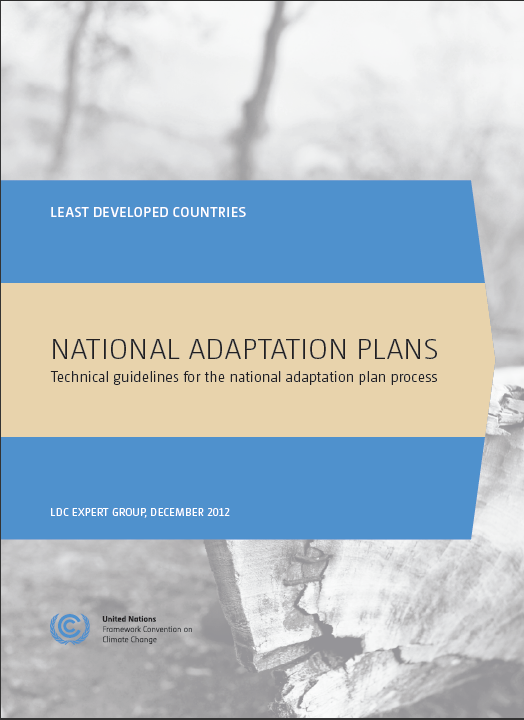 LEAST DEVELOPED COUNTRIES
NATIONAL ADAPTATION PLANS
Technical guidelines for the national adaptation plan process
LDC EXPERT GROUP, DECEMBER 2012
United Nations
Framework Convention on
Climate Change